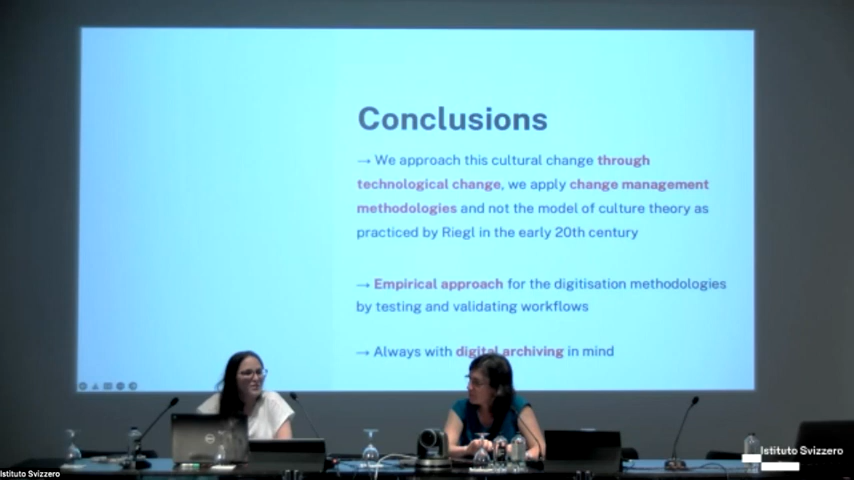 Conclusions
→ We approach this cultural change through
technological change, we apply change management
methodologies and not the model of culture theory as
practiced by Riegl in the early 20th century
→ Empirical approach for the digitisation methodologies
by testing and validating workflows
→ Always with digital archiving in mind
DELL
Istituto Svizzero
Istituto Svizzero